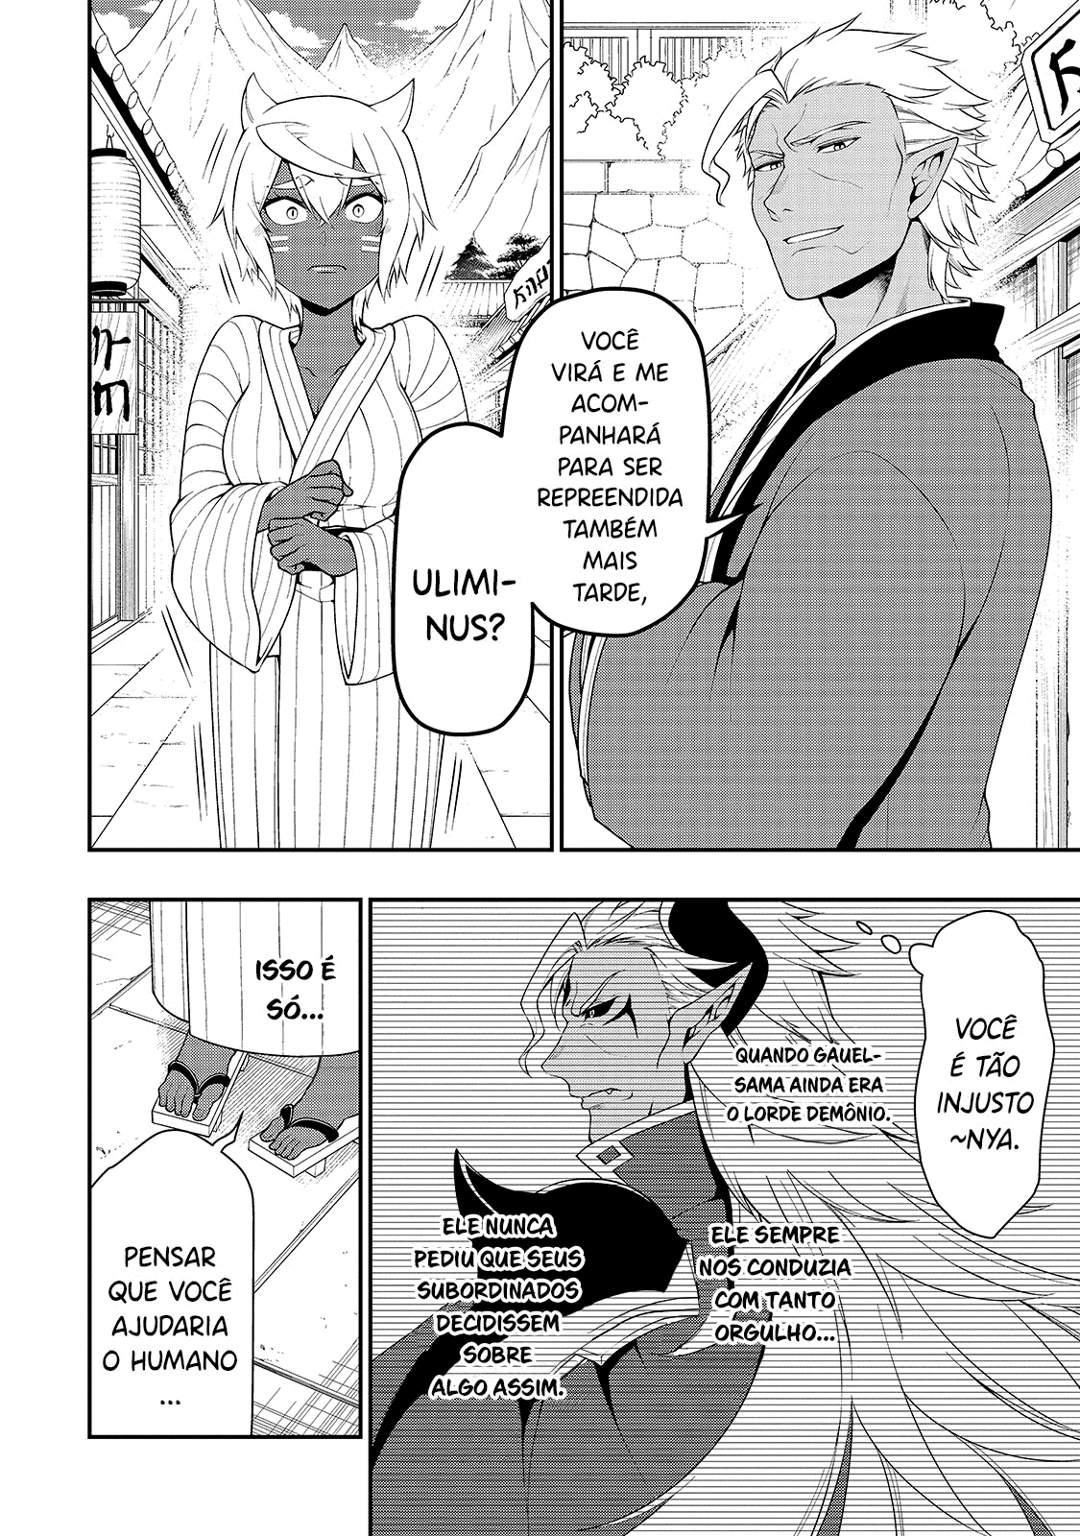 VOCÊ
VIRÁ E ME
ACOM-
PANHARÁ
PARA SER
REPREENDIDA
TAMBÉM
MAIS
TARDE,
ULIMI-
NUS?
VOCÊ
É TÃO
INJUSTO
~NYA.
QUANDO GAUEL-
SAMA AINDA ERA
O LORDE DEMÔNIO.
ELE SEMPRE
NOS CONDUZIA
COM TANTO
ORGULHO...
ELE NUNCA
PEDIU QUE SEUS
SUBORDINADOS
DECIDISSEM
SOBRE
ALGO ASSIM.
ISSO É
SÓ...
PENSAR
QUE VOCÊ
AJUDARIA
O HUMANO
...